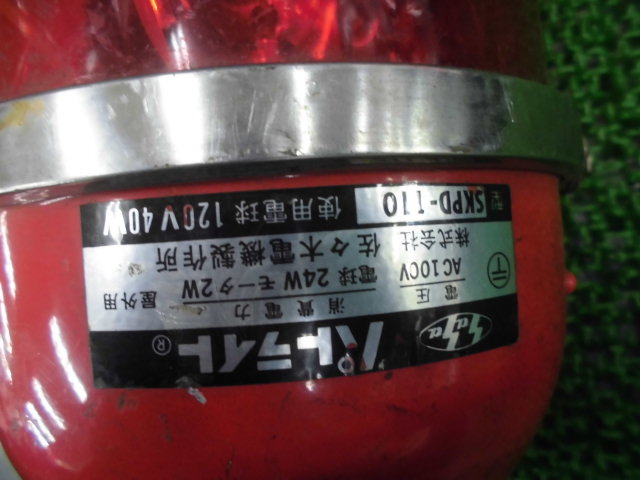 パトライト®
電圧 消費電力
AC100V 電球 24W モータ2W 屋外用
株式会社 佐々木電機製作所
型 SKPD-110 使用電球 120V 40W